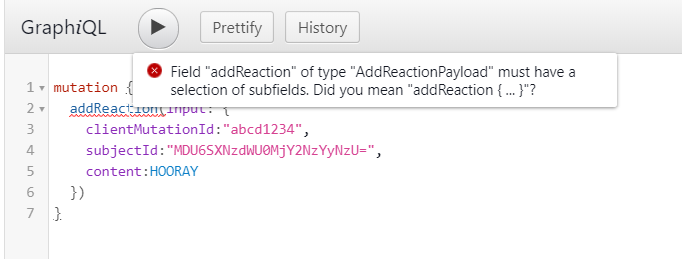 GraphiQL Prettify History
Field "addReaction" of type "AddReactionPayload" must have a
selection of subfields. Did you mean "addReaction { ... }"?
1 mutation {
2 addReaction(input: {
3 clientMutationId:"abcd1234",
4 subjectId:"MDU6SXNzdWU0MjY2NzYyNzU=",
5 content:HOORAY
6 })
7 }